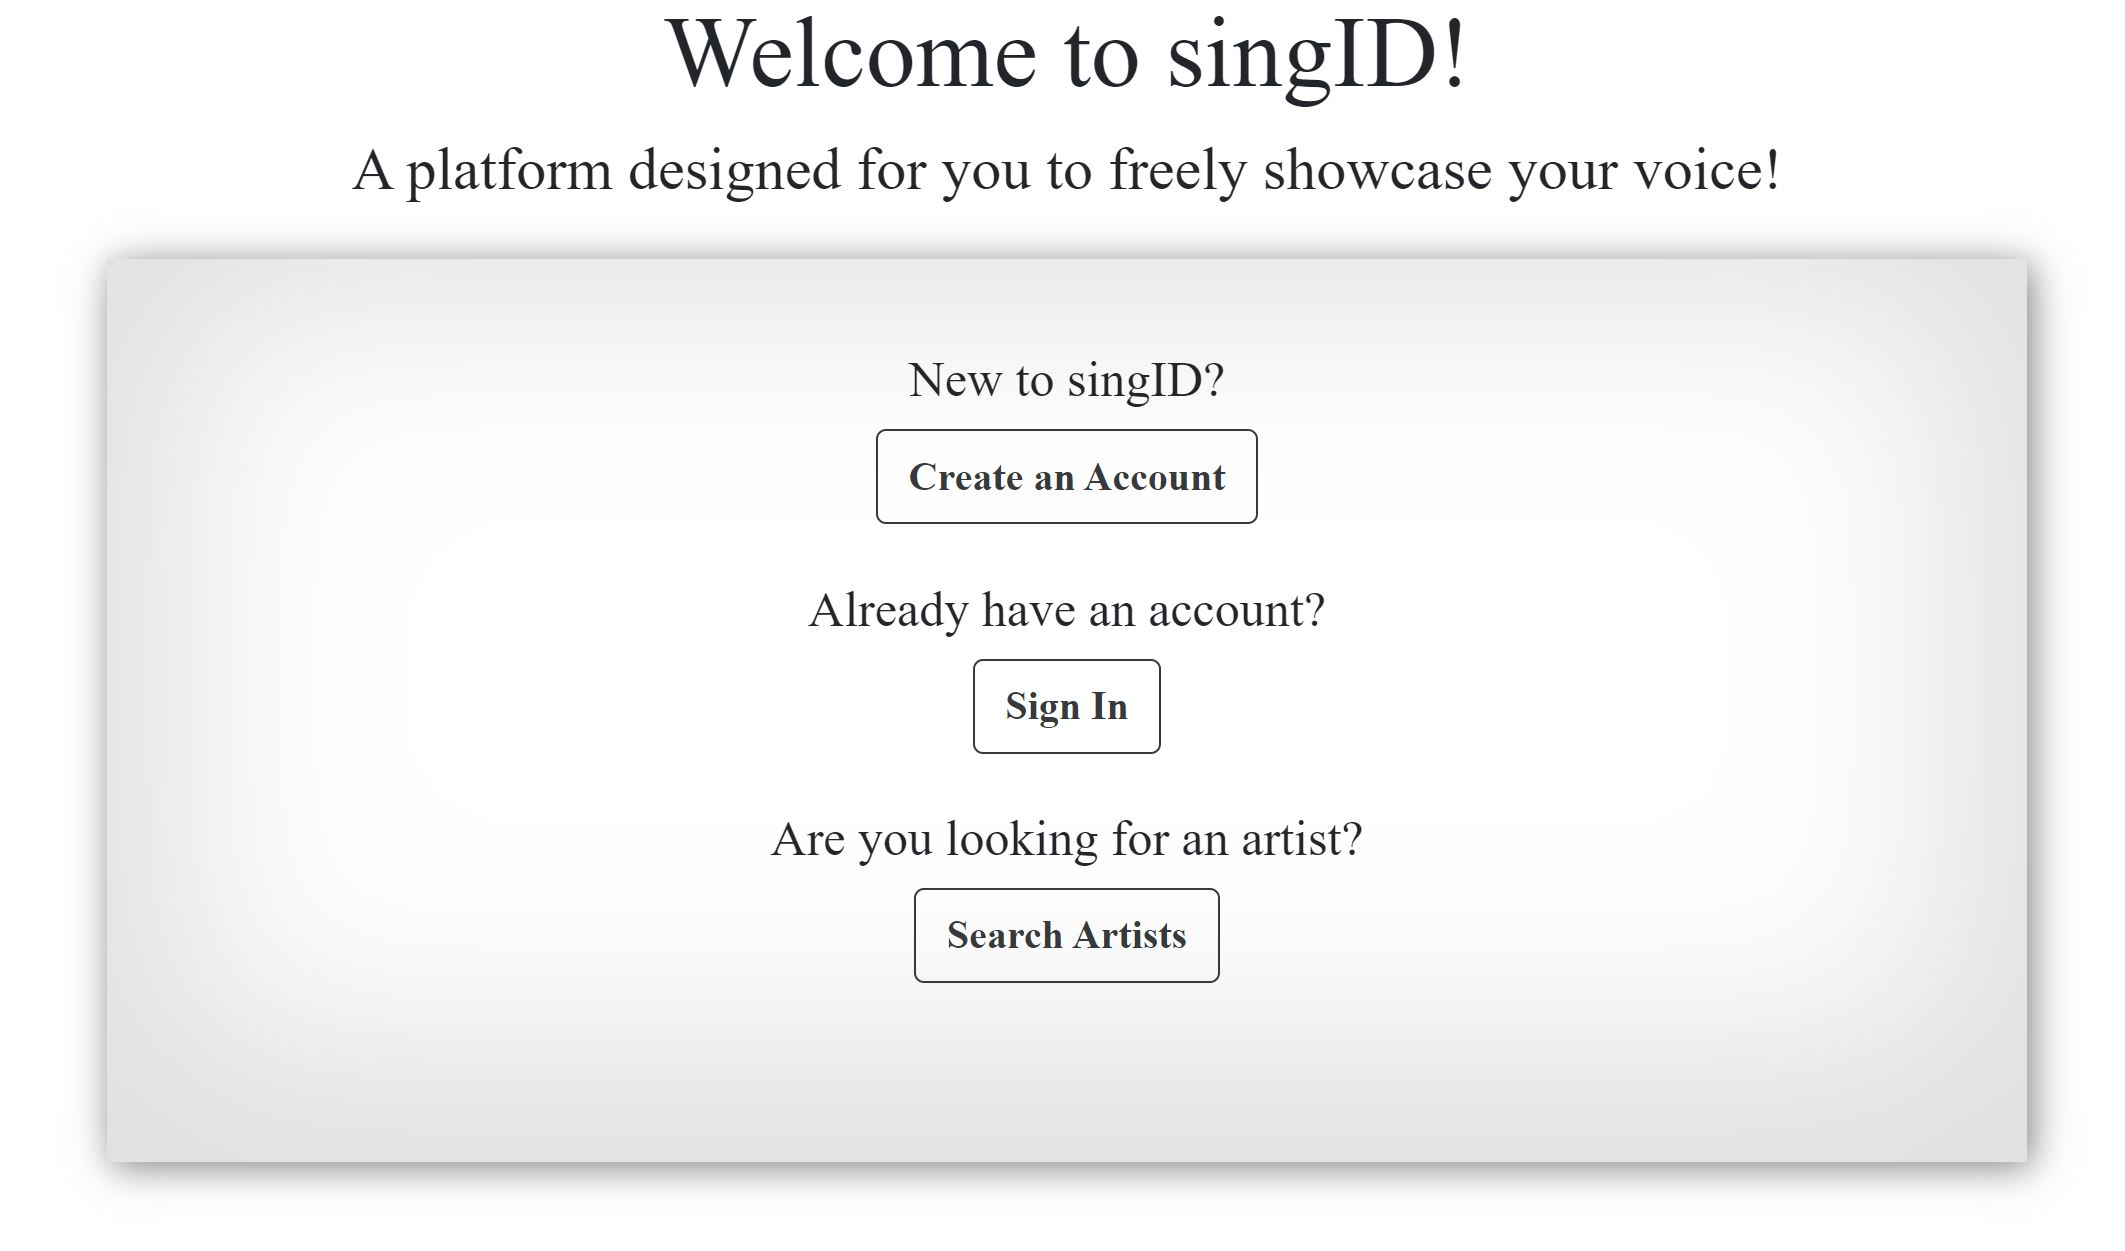 Welcome to singID!
A platform designed for you to freely showcase your voice!
New to singID?
Create an Account
Already have an account?
Sign In
Are you looking for an artist?
Search Artists